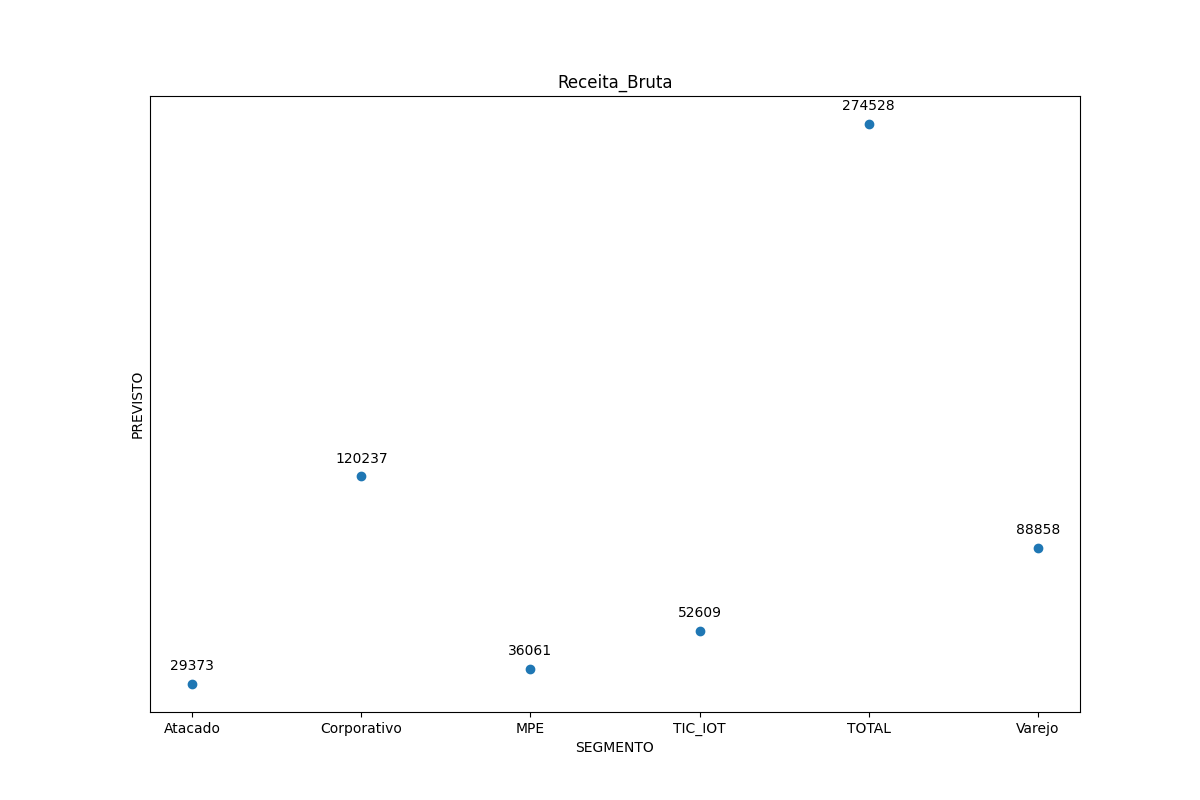 Receita_Bruta
274528
120237
88858
52609
36061
29373
PREVISTO
Atacado Corporativo MPE TIC_IOT TOTAL Varejo
SEGMENTO